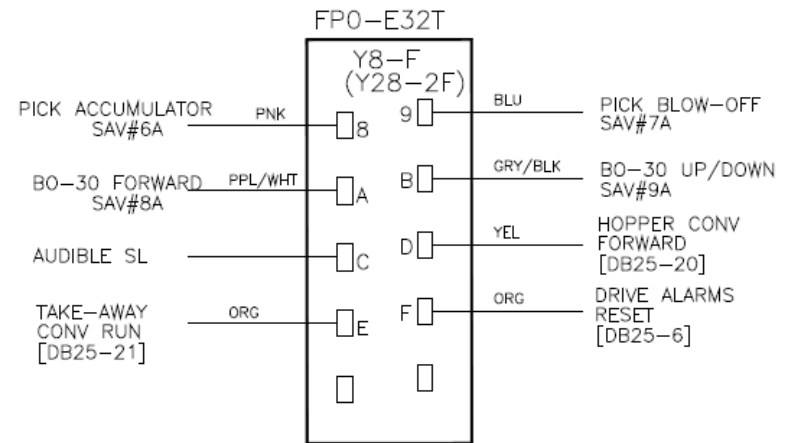 FPO-E32T
Y8-F
(Y28-2F)
PICK ACCUMULATOR
SAV#6A
PNK
8
9
BLU
PICK BLOW-OFF
SAV#7A
BO-30 FORWARD
SAV#8A
PPL/WHT
A
B
GRY/BLK
BO-30 UP/DOWN
SAV#9A
AUDIBLE SL
C
D
YEL
HOPPER CONV
FORWARD
[DB25-20]
TAKE-AWAY
CONV RUN
[DB25-21]
ORG
E
F
ORG
DRIVE ALARMS
RESET
[DB25-6]